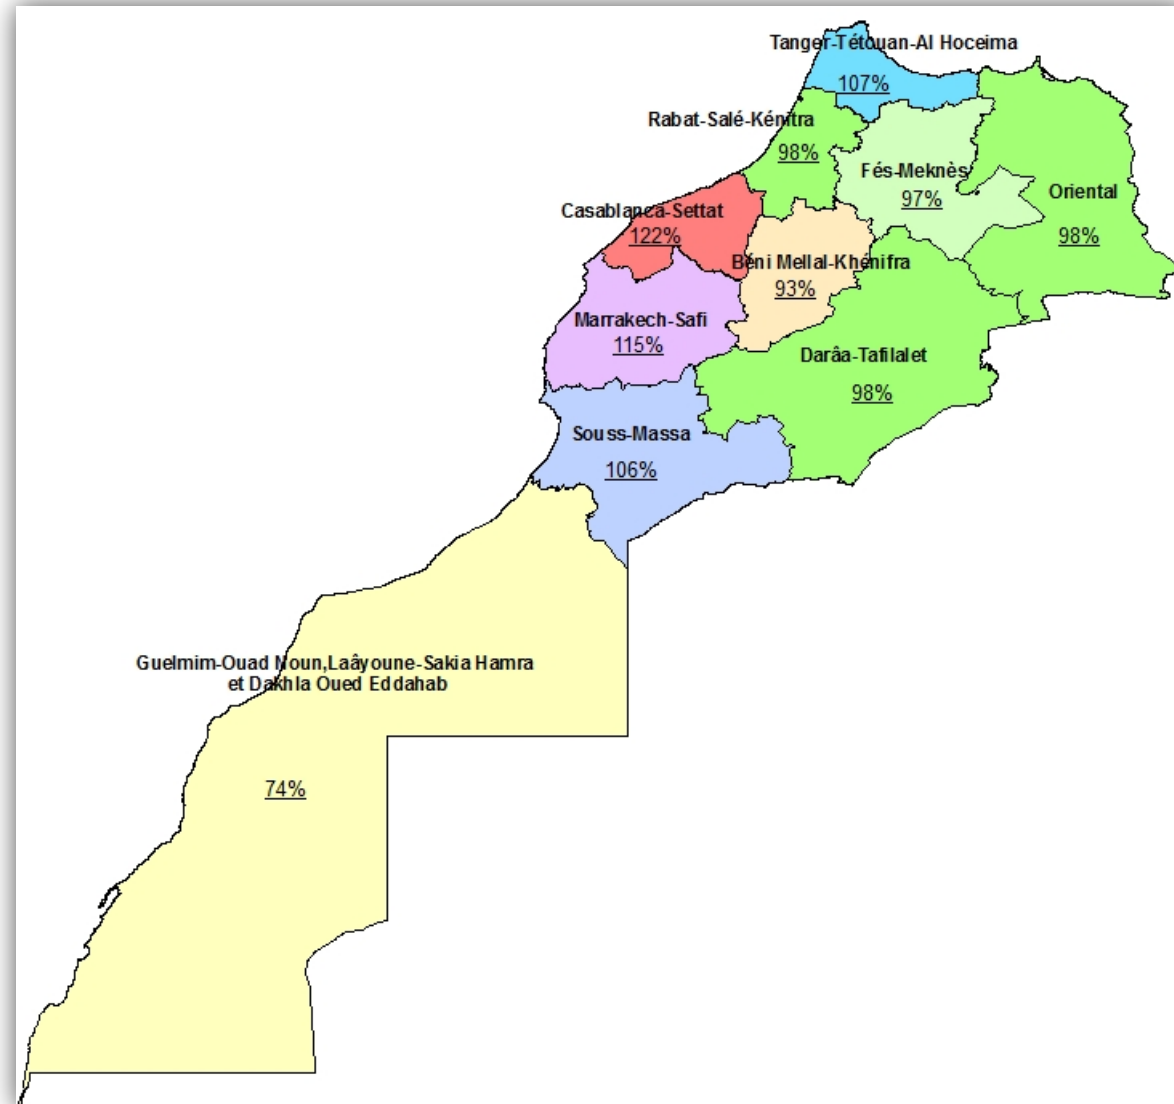 Tanger-Tétouan-Al Hoceima
107%
Rabat-Salé-Kénitra
98%
Fés-Meknès
97%
Oriental
98%
Casablanca-Settat
122%
Béni Mellal-Khénifra
93%
Marrakech-Safi
115%
Darâa-Tafilalet
98%
Souss-Massa
106%
Guelmim-Ouad Noun,Laâyoune-Sakia Hamra
et Dakhla Oued Eddahab
74%